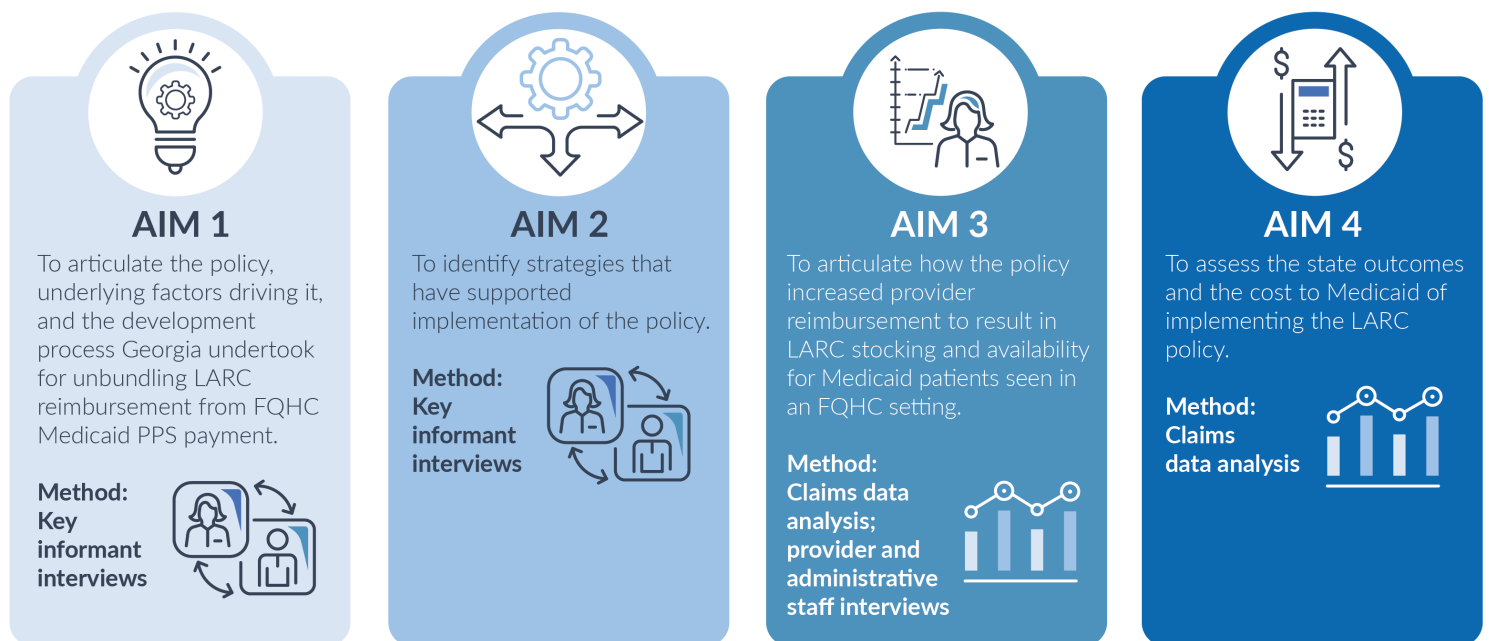 AIM 1
To articulate the policy,
underlying factors driving it,
and the development
process Georgia undertook
for unbundling LARC
reimbursement from FQHC
Medicaid PPS payment.
Method:
Key
informant
interviews
AIM 2
To identify strategies that
have supported
implementation of the policy.
Method:
Key
informant
interviews
AIM 3
To articulate how the policy
increased provider
reimbursement to result in
LARC stocking and availability
for Medicaid patients seen in
an FQHC setting.
Method:
Claims data
analysis;
provider and
administrative
staff interviews
$
$
AIM 4
To assess the state outcomes
and the cost to Medicaid of
implementing the LARC
policy.
Method:
Claims
data analysis